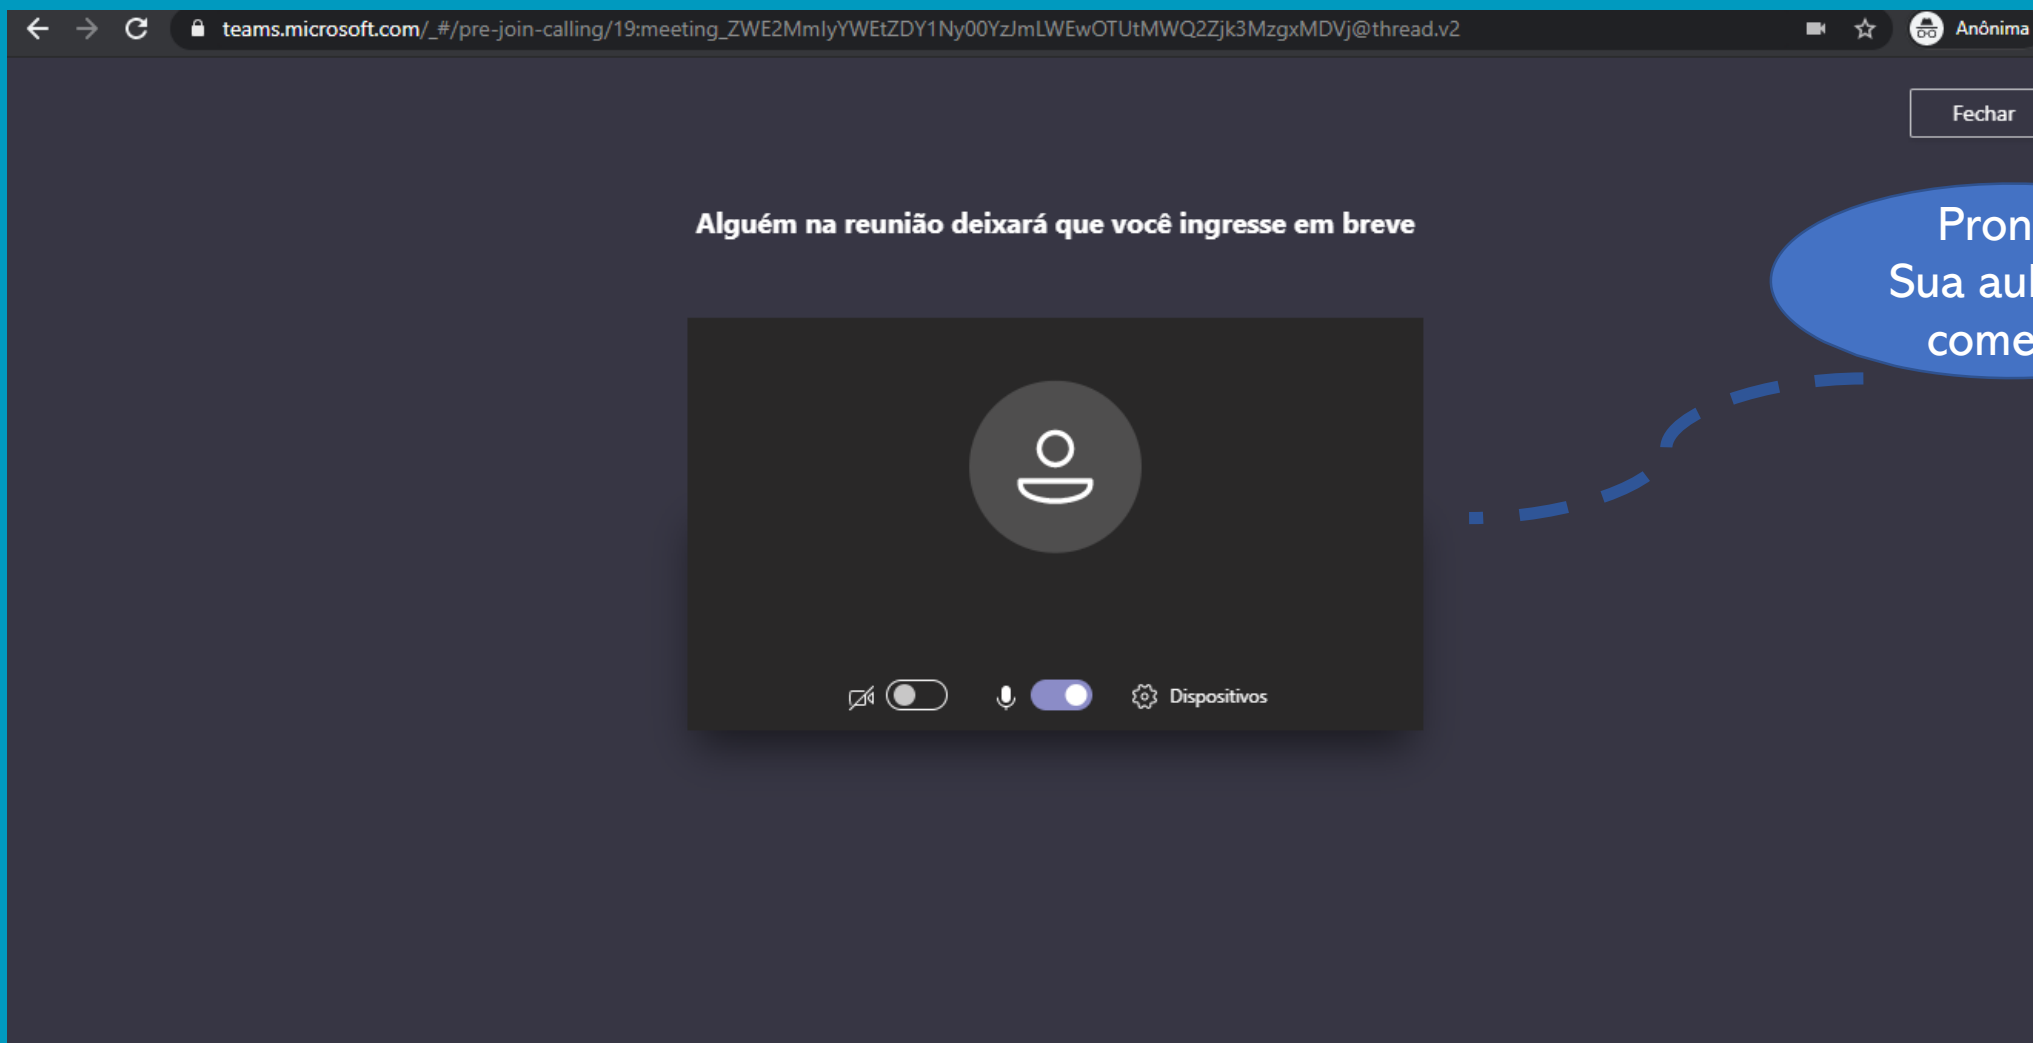 teams.microsoft.com/_#/pre-join-calling/19:meeting_ZWE2MmIyYWEtZDY1Ny00YzJmLWEwOTUtMWQ2Zjk3MzgxMDVj@thread.v2
Anônima
Fechar
Alguém na reunião deixará que você ingresse em breve
Pron
Sua aul
come
Dispositivos